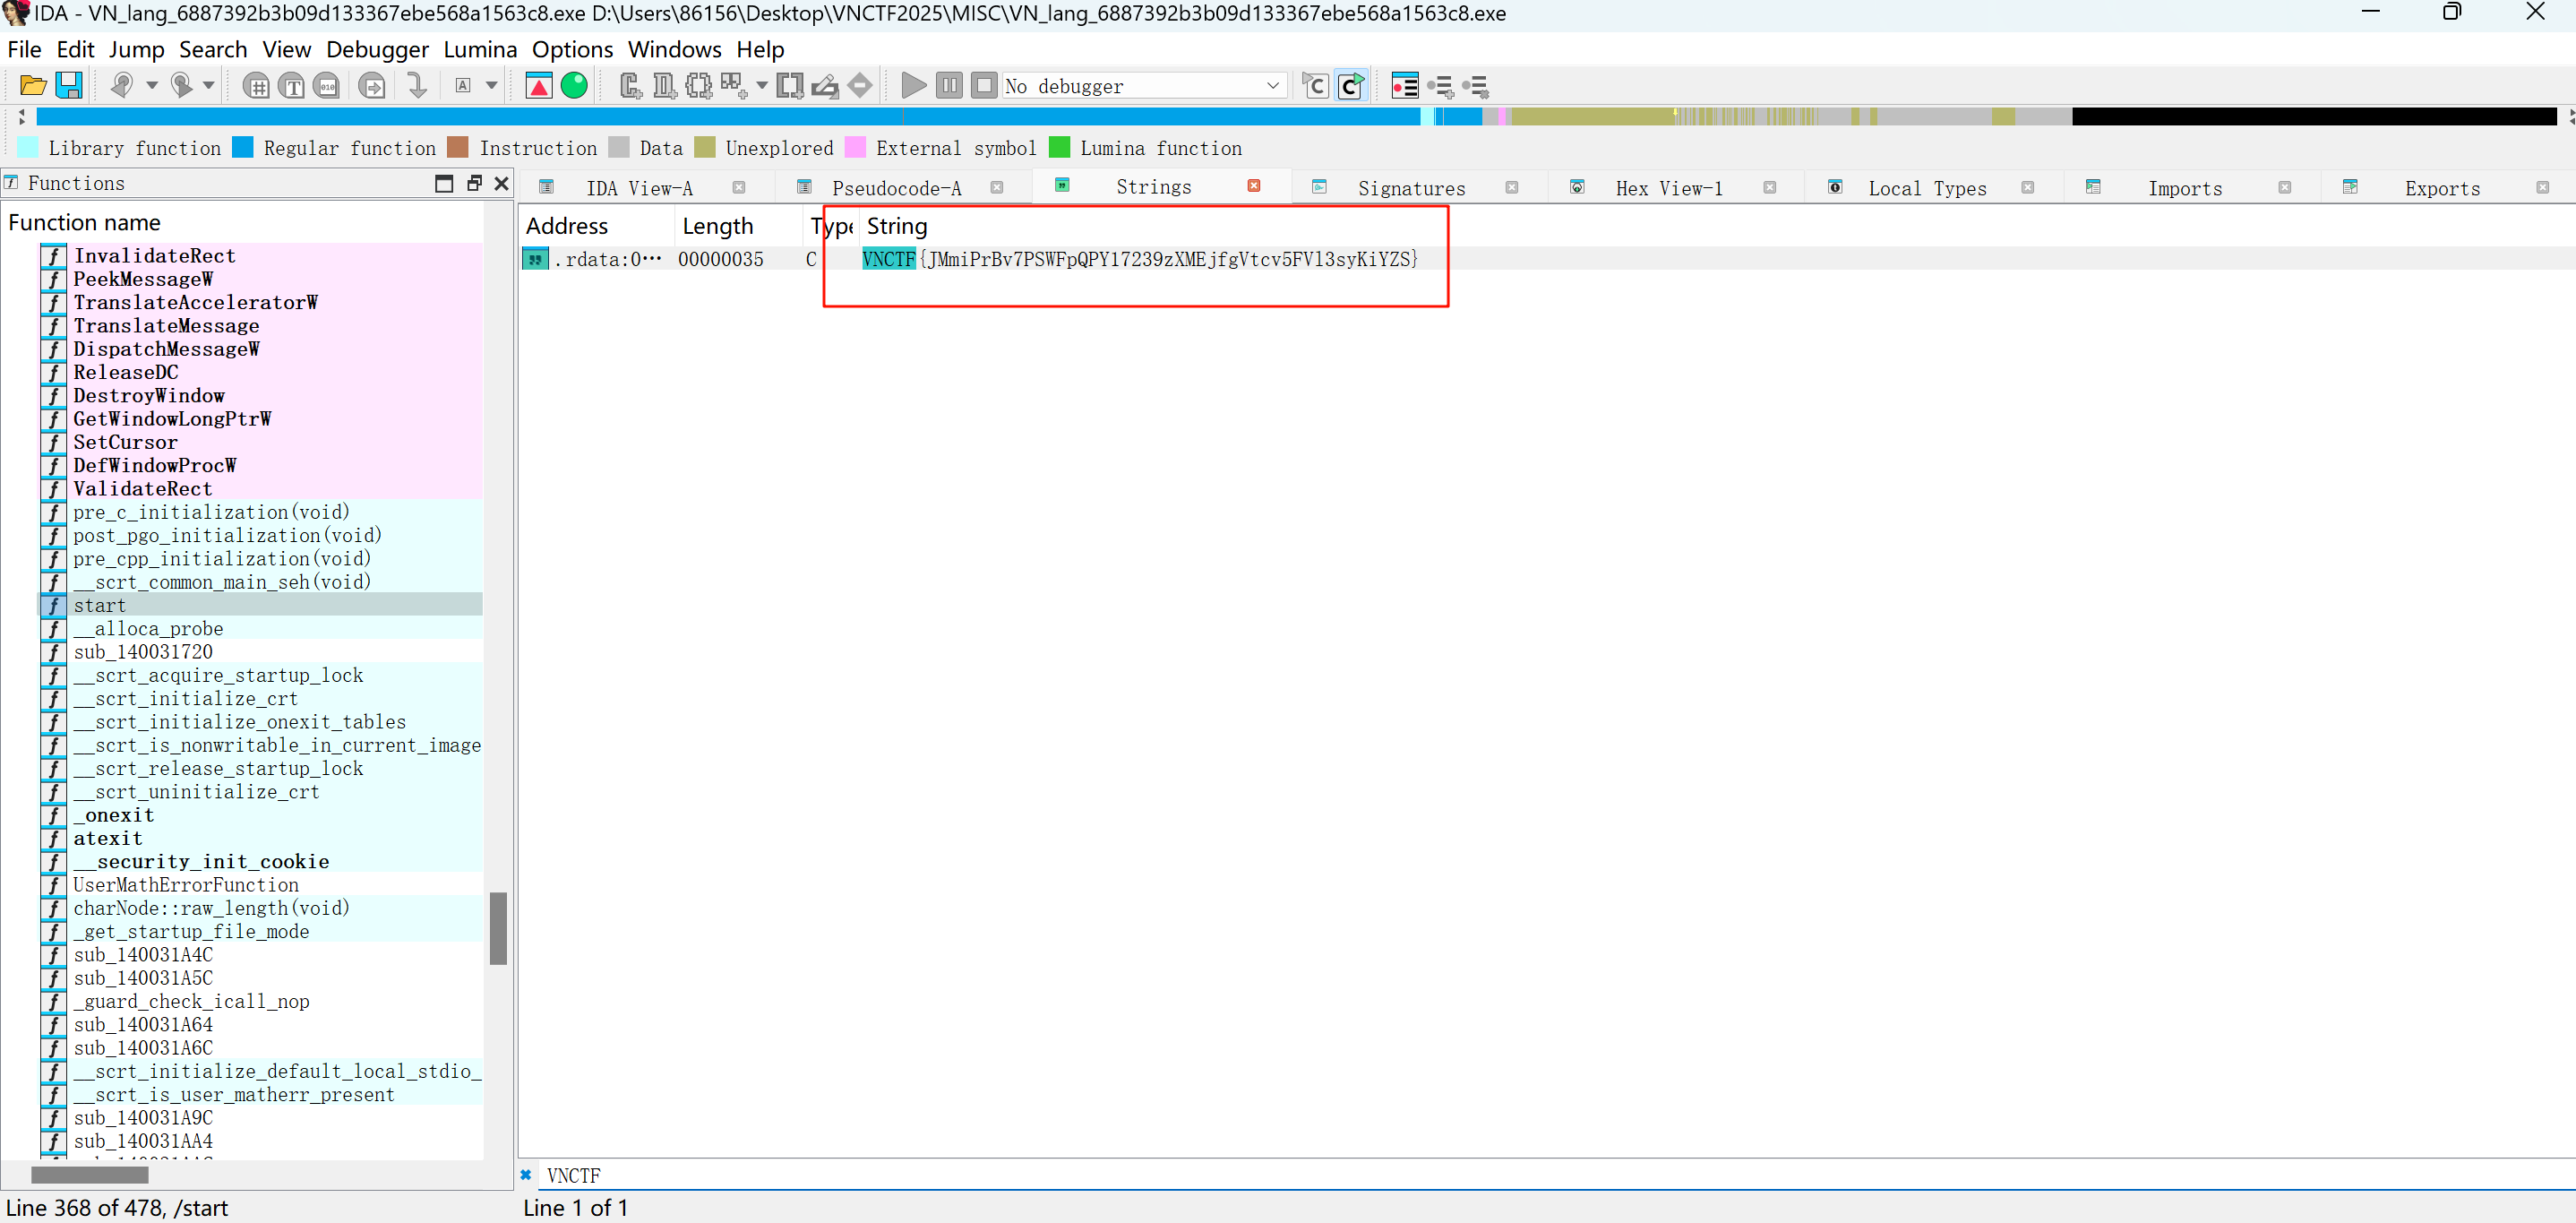 IDA - VN_lang_6887392b3b09d133367ebe568a1563c8.exe D:\Users\86156\Desktop\VNCTF2025\MISC\VN_lang_6887392b3b09d133367ebe568a1563c8.exe
File Edit Jump Search View Debugger Lumina Options Windows Help
No debugger
Library function Regular function Instruction Data Unexplored External symbol Lumina function
Functions
IDA View-A Pseudocode-A Strings Signatures Hex View-1 Local Types Imports Exports
Function name
Address Length Type String
.rdata:0… 00000035 C VNCTF{JMmiPrBv7PSWFpQPY17239zXMEjfgVtcv5FVl3syKiYZS}
InvalidateRect
PeekMessageW
TranslateAcceleratorW
TranslateMessage
DispatchMessageW
ReleaseDC
DestroyWindow
GetWindowLongPtrW
SetCursor
DefWindowProcW
ValidateRect
pre_c_initialization(void)
post_pgo_initialization(void)
pre_cpp_initialization(void)
__scrt_common_main_seh(void)
start
__alloca_probe
sub_140031720
__scrt_acquire_startup_lock
__scrt_initialize_crt
__scrt_initialize_onexit_tables
__scrt_is_nonwritable_in_current_image
__scrt_release_startup_lock
__scrt_uninitialize_crt
_onexit
atexit
__security_init_cookie
UserMathErrorFunction
charNode::raw_length(void)
_get_startup_file_mode
sub_140031A4C
sub_140031A5C
_guard_check_icall_nop
sub_140031A64
sub_140031A6C
__scrt_initialize_default_local_stdio_
__scrt_is_user_matherr_present
sub_140031A9C
sub_140031AA4
VNCTF
Line 368 of 478, /start
Line 1 of 1